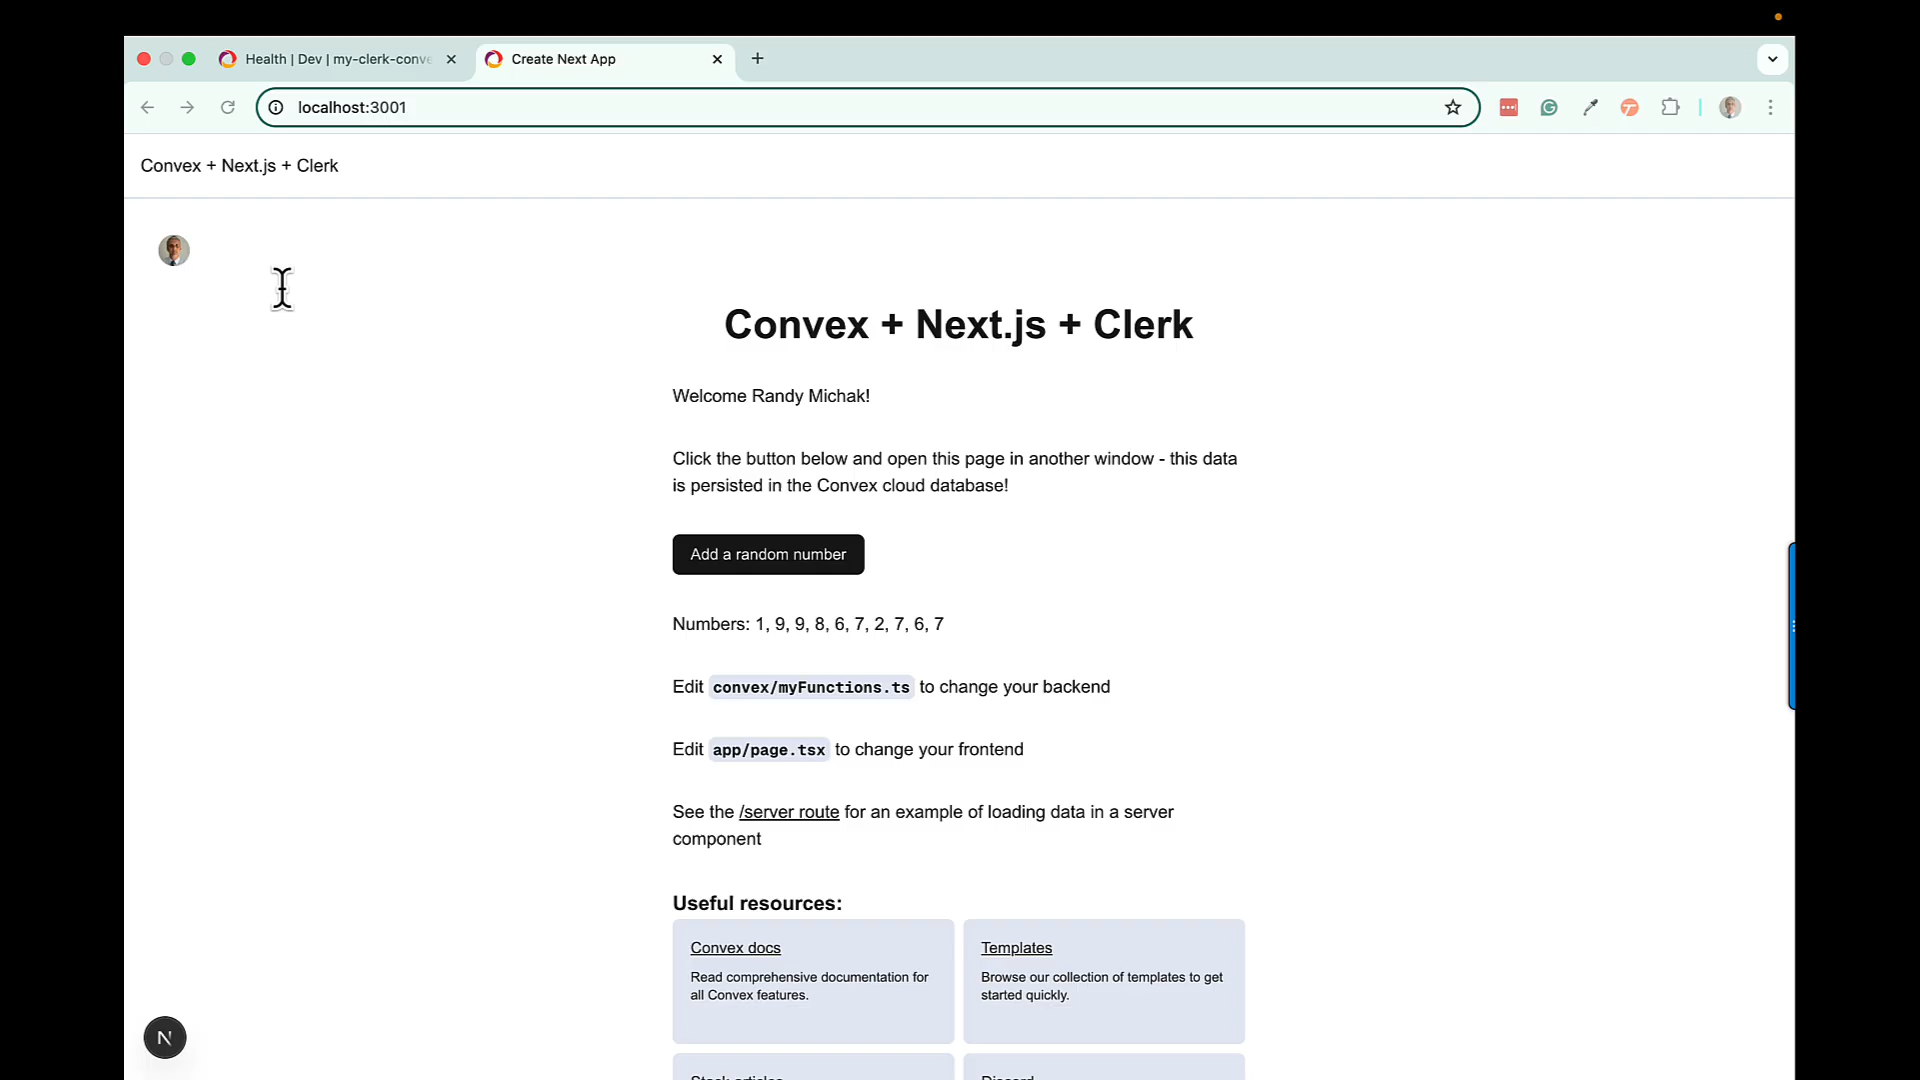 Health | Dev | my-clerk-conve
Create Next App
localhost:3001
Convex + Next.js + Clerk
Convex + Next.js + Clerk
Welcome Randy Michak!
Click the button below and open this page in another window - this data
is persisted in the Convex cloud database!
Add a random number
Numbers: 1, 9, 9, 8, 6, 7, 2, 7, 6, 7
Edit convex/myFunctions.ts to change your backend
Edit app/page.tsx to change your frontend
See the /server route for an example of loading data in a server
component
Useful resources:
Convex docs
Read comprehensive documentation for
all Convex features.
Templates
Browse our collection of templates to get
started quickly.
Stack articles
Discord
N